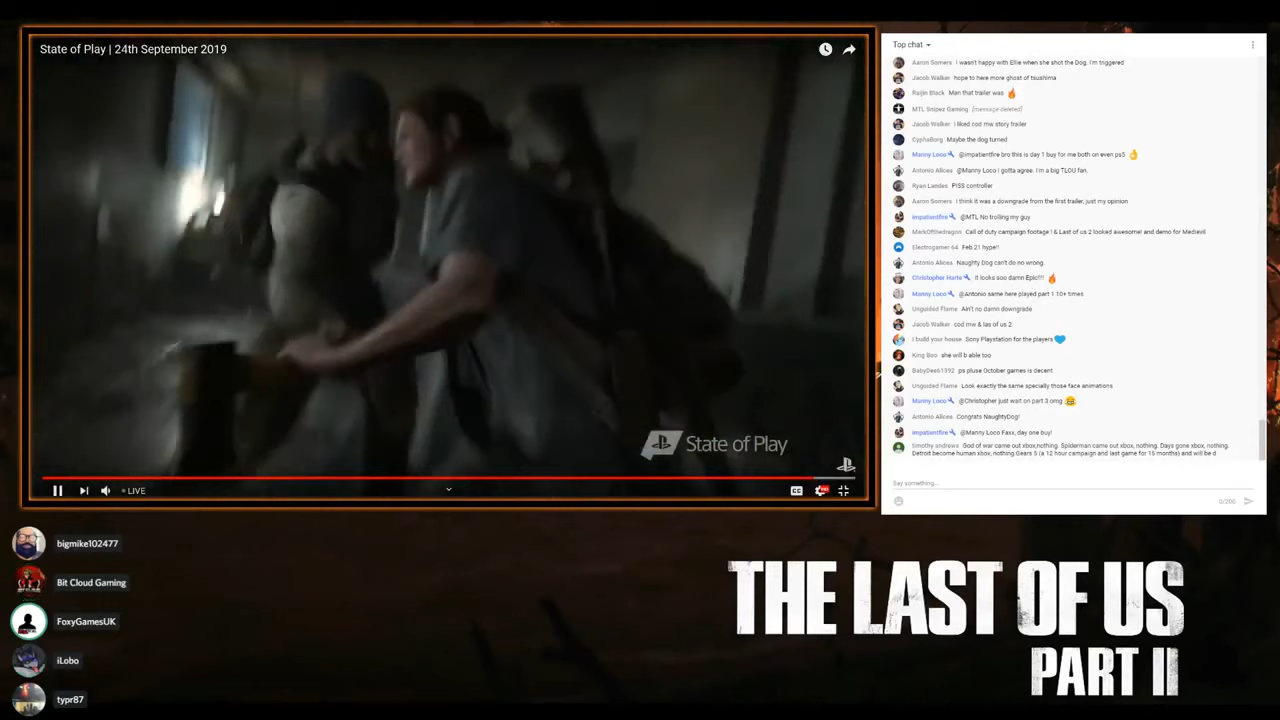 State of Play | 24th September 2019
State of Play
LIVE
CC
Top chat
Aaron Somers I wasn't happy with Ellie when she shot the Dog. I'm triggered
Jacob Walker hope to here more ghost of tsushima
Raijin Black Man that trailer was
MTL Snipez Gaming [message deleted]
Jacob Walker I liked cod mw story trailer
CyphaBorg Maybe the dog turned
Manny Loco @impatientfire bro this is day 1 buy for me both on even ps5
Antonio Alicea @Manny Loco I gotta agree. I'm a big TLOU fan.
Ryan Landes PISS controller
Aaron Somers I think it was a downgrade from the first trailer, just my opinion
impatientfire @MTL No trolling my guy
MarkOfthedragon Call of duty campaign footage ! & Last of us 2 looked awesome! and demo for Medievil
Electrogamer 64 Feb 21 hype!!
Antonio Alicea Naughty Dog can't do no wrong.
Christopher Harte it looks soo damn Epic!!!!
Manny Loco @Antonio same here played part 1 10+ times
Unguided Flame Ain't no damn downgrade
Jacob Walker cod mw & las of us 2
I build your house Sony Playstation for the players
King Boo she will b able too
BabyDee61392 ps pluse October games is decent
Unguided Flame Look exactly the same specially those face animations
Manny Loco @Christopher just wait on part 3 omg
Antonio Alicea Congrats NaughtyDog!
impatientfire @Manny Loco Faxx, day one buy!
timothy andrews God of war came out xbox,nothing. Spiderman came out xbox, nothing. Days gone xbox, nothing.
Detroit become human xbox, nothing.Gears 5 (a 12 hour campaign and last game for 15 months) and will be d
Say something...
0/200
bigmike102477
Bit Cloud Gaming
FoxyGamesUK
iLobo
typr87
THE LAST OF US
PART II